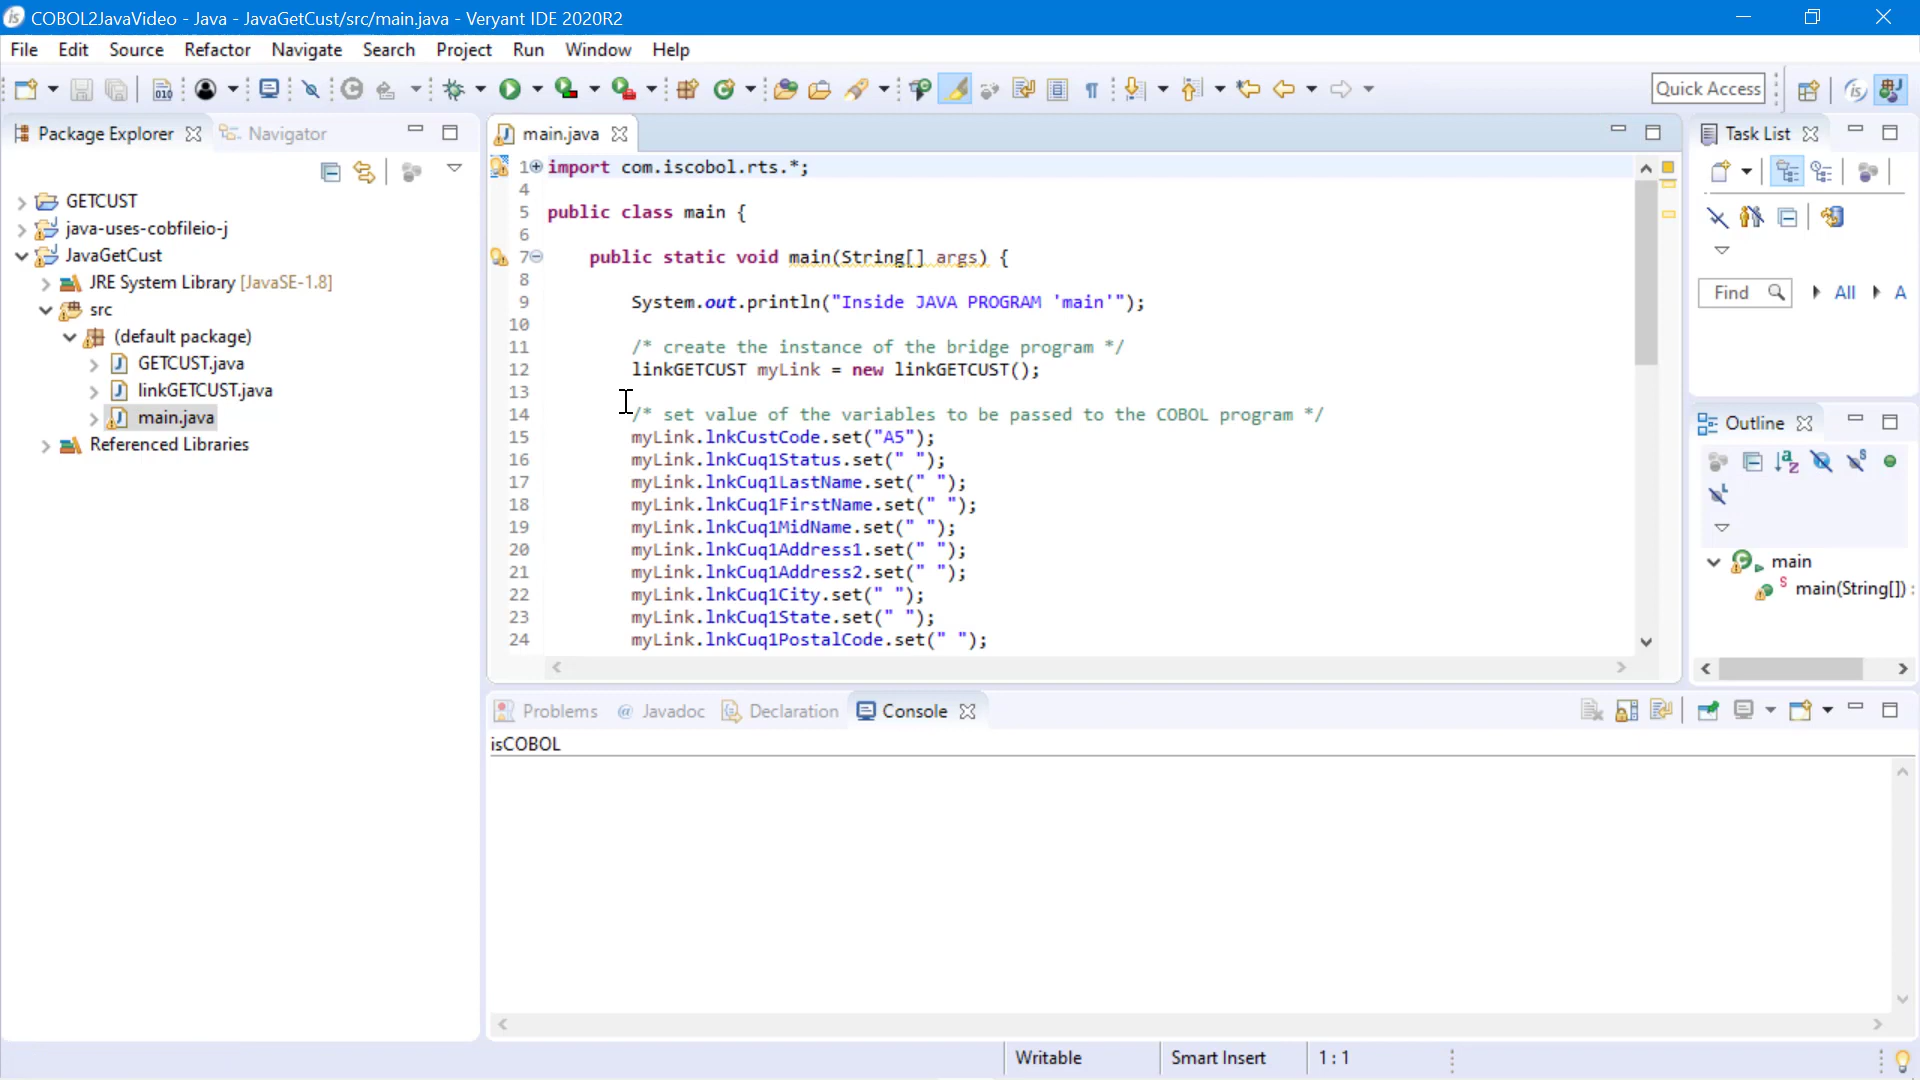 COBOL2JavaVideo - Java - JavaGetCust/src/main.java - Veryant IDE 2020R2
File Edit Source Refactor Navigate Search Project Run Window Help
Quick Access
Package Explorer
Navigator
GETCUST
java-uses-cobfileio-j
JavaGetCust
JRE System Library [JavaSE-1.8]
src
(default package)
GETCUST.java
linkGETCUST.java
main.java
Referenced Libraries
main.java
1 import com.iscobol.rts.*;
4
5 public class main {
6
7 public static void main(String[] args) {
8
9 System.out.println("Inside JAVA PROGRAM 'main'");
10
11 /* create the instance of the bridge program */
12 linkGETCUST myLink = new linkGETCUST();
13
14 /* set value of the variables to be passed to the COBOL program */
15 myLink.lnkCustCode.set("A5");
16 myLink.lnkCuq1Status.set(" ");
17 myLink.lnkCuq1LastName.set(" ");
18 myLink.lnkCuq1FirstName.set(" ");
19 myLink.lnkCuq1MidName.set(" ");
20 myLink.lnkCuq1Address1.set(" ");
21 myLink.lnkCuq1Address2.set(" ");
22 myLink.lnkCuq1City.set(" ");
23 myLink.lnkCuq1State.set(" ");
24 myLink.lnkCuq1PostalCode.set(" ");
Task List
Find All A
Outline
main
main(String[]) :
Problems @ Javadoc Declaration Console
isCOBOL
Writable Smart Insert 1 : 1